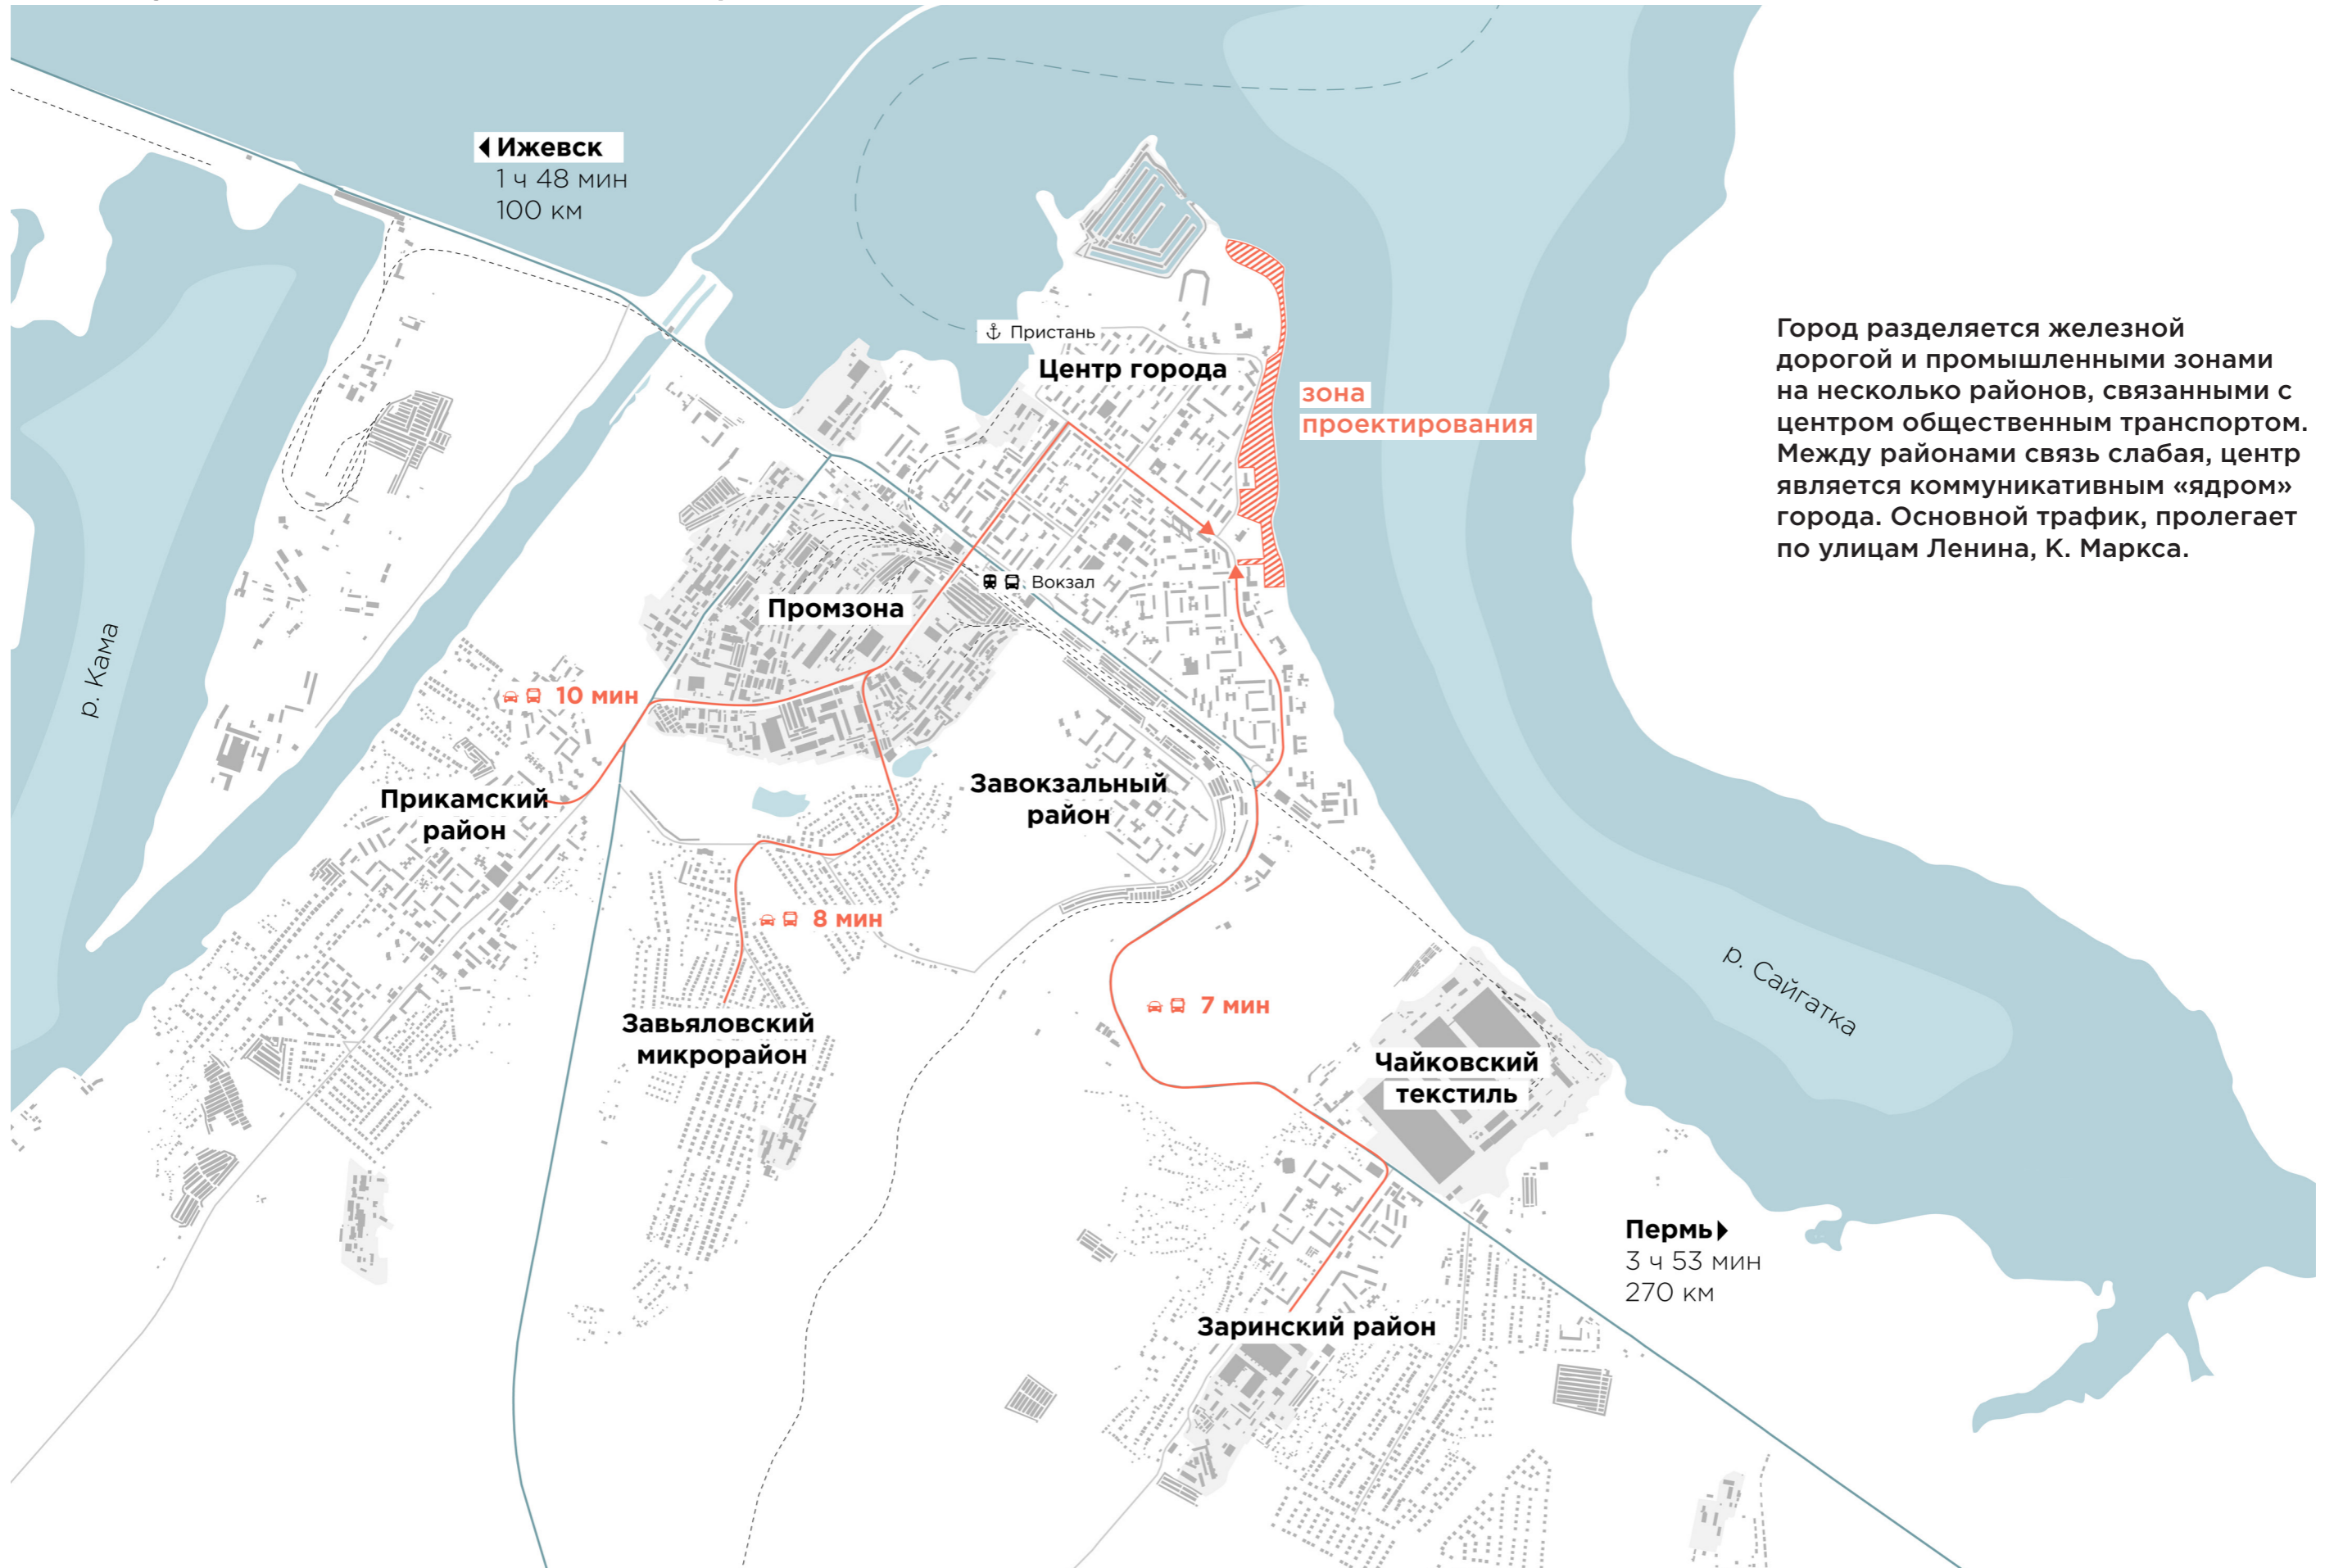 Ижевск
1 ч 48 мин
100 км
Пристань
Центр города
зона
проектирования
Город разделяется железной
дорогой и промышленными зонами
на несколько районов, связанными с
центром общественным транспортом.
Между районами связь слабая, центр
является коммуникативным «ядром»
города. Основной трафик, пролегает
по улицам Ленина, К. Маркса.
Вокзал
Промзона
р. Кама
10 мин
Прикамский
район
Завокзальный
район
8 мин
р. Сайгатка
7 мин
Завьяловский
микрорайон
Чайковский
текстиль
Пермь
3 ч 53 мин
270 км
Заринский район